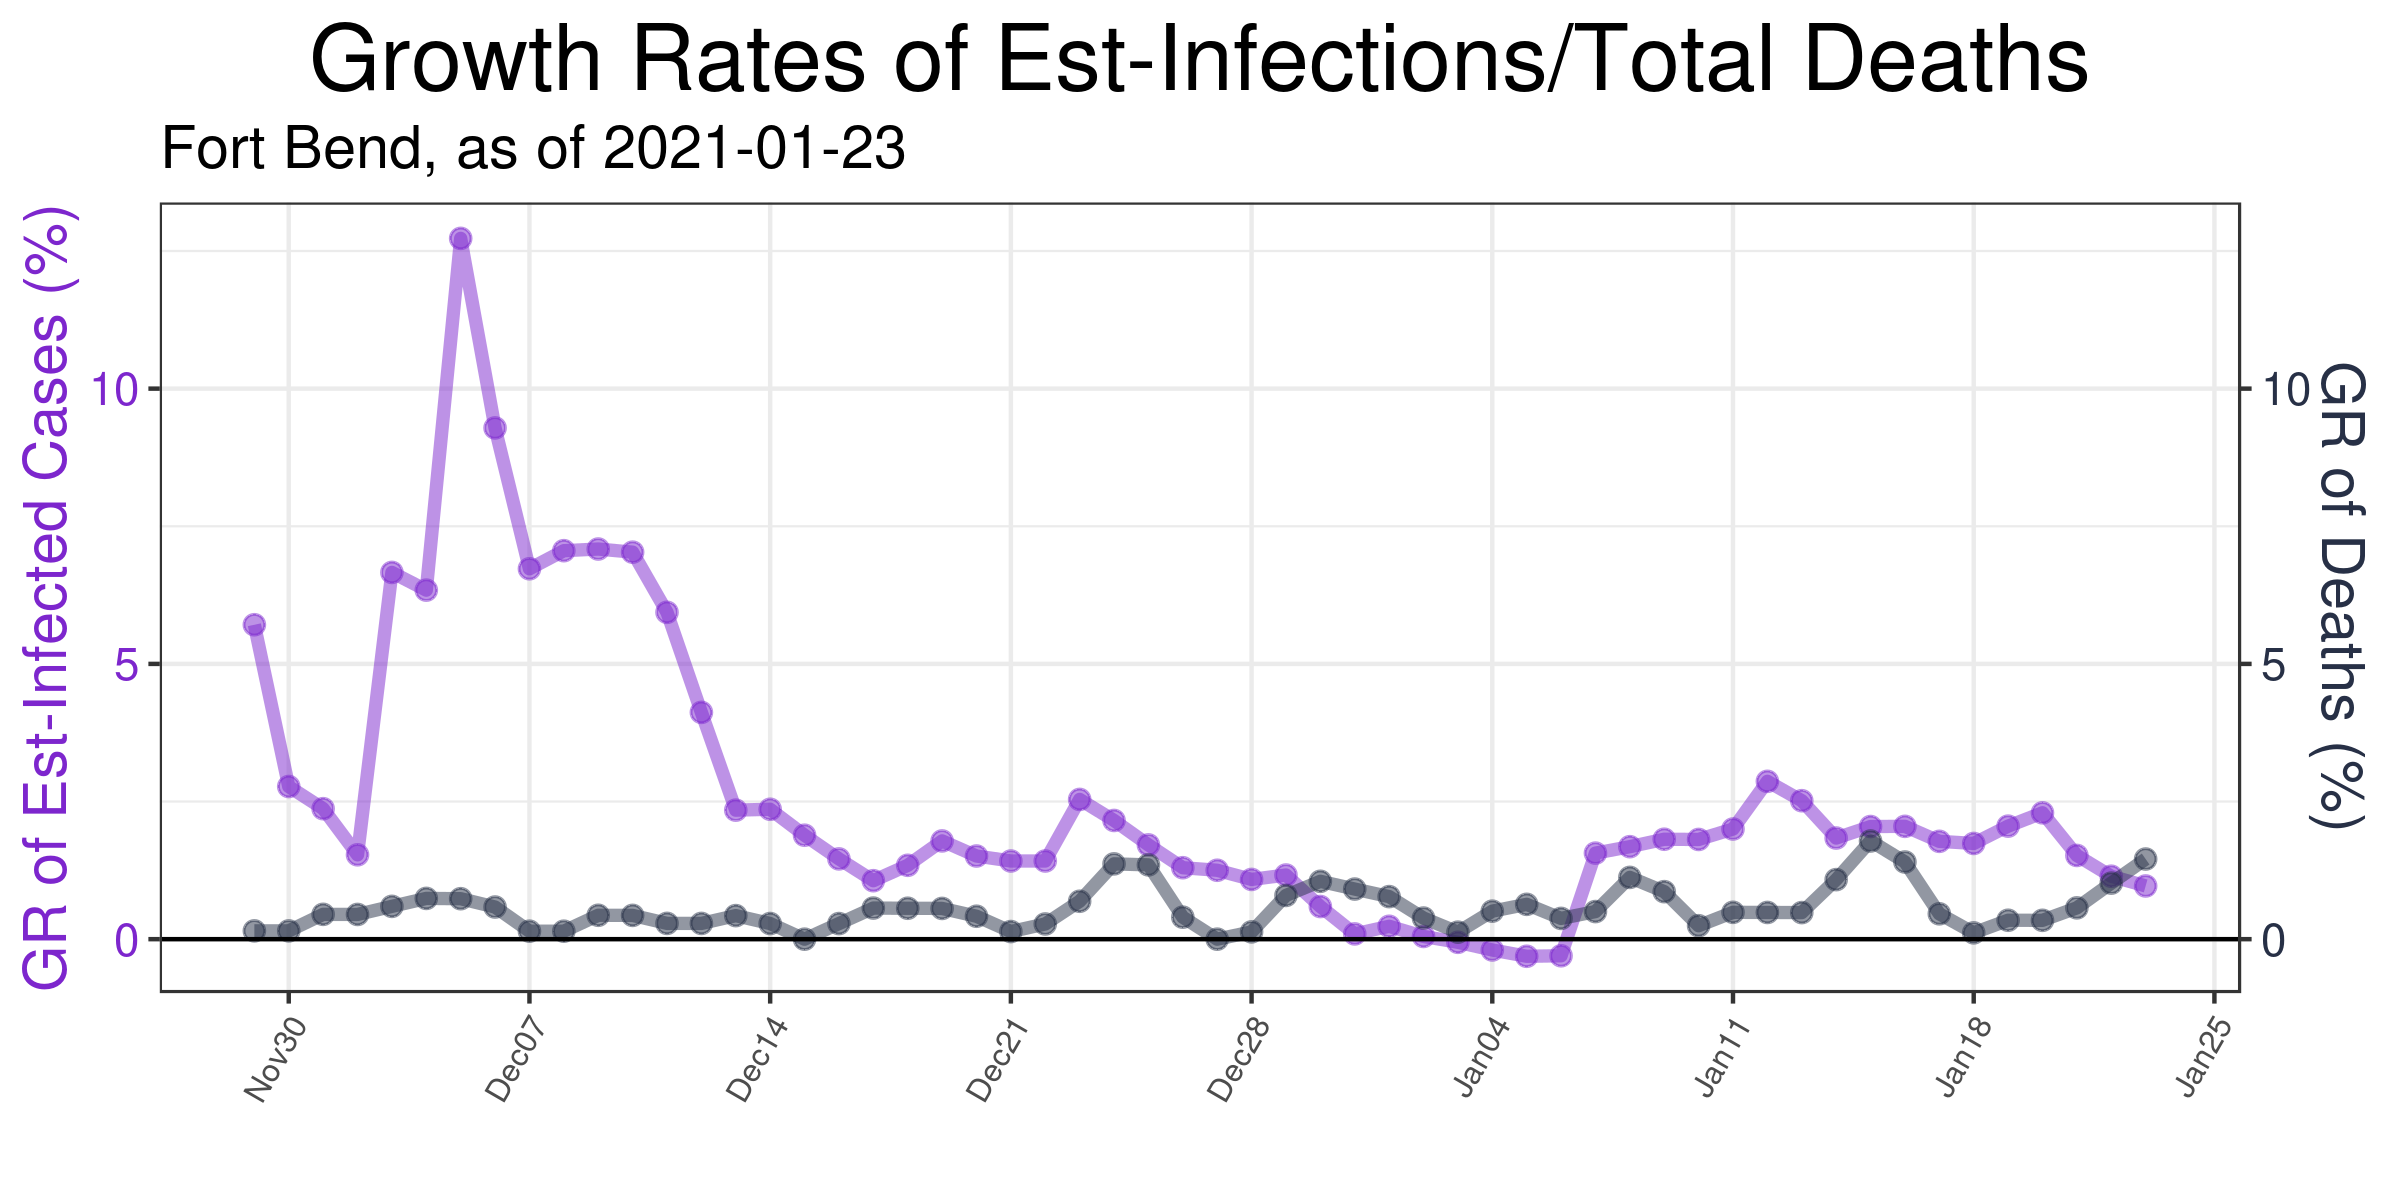 Growth Rates of Est-Infections/Total Deaths
Fort Bend, as of 2021-01-23
GR of Est-Infected Cases (%)
10
5
0
10
5
0
GR of Deaths (%)
Nov30
Dec07
Dec14
Dec21
Dec28
Jan04
Jan11
Jan18
Jan25